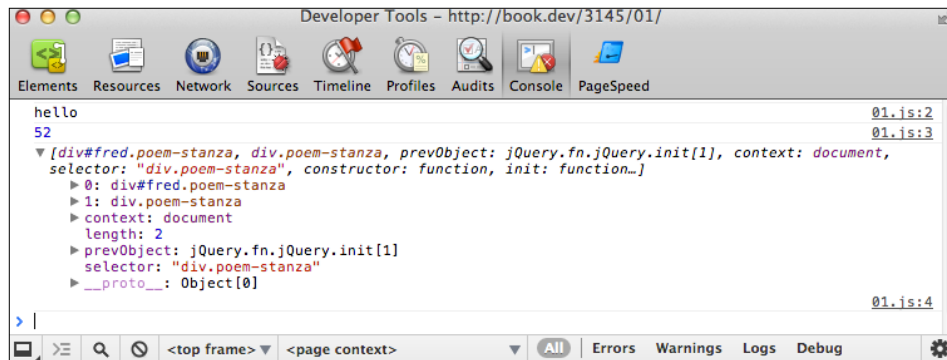 Developer Tools - http://book.dev/3145/01/
Elements Resources Network Sources Timeline Profiles Audits Console PageSpeed
hello 01.js:2
52 01.js:3
▼[div#fred.poem-stanza, div.poem-stanza, prevObject: jQuery.fn.jQuery.init[1], context: document,
selector: "div.poem-stanza", constructor: function, init: function…]
▶0: div#fred.poem-stanza
▶1: div.poem-stanza
▶context: document
length: 2
▶prevObject: jQuery.fn.jQuery.init[1]
selector: "div.poem-stanza"
▶__proto__: Object[0]
01.js:4
>
<top frame>▼ <page context> ▼ All Errors Warnings Logs Debug